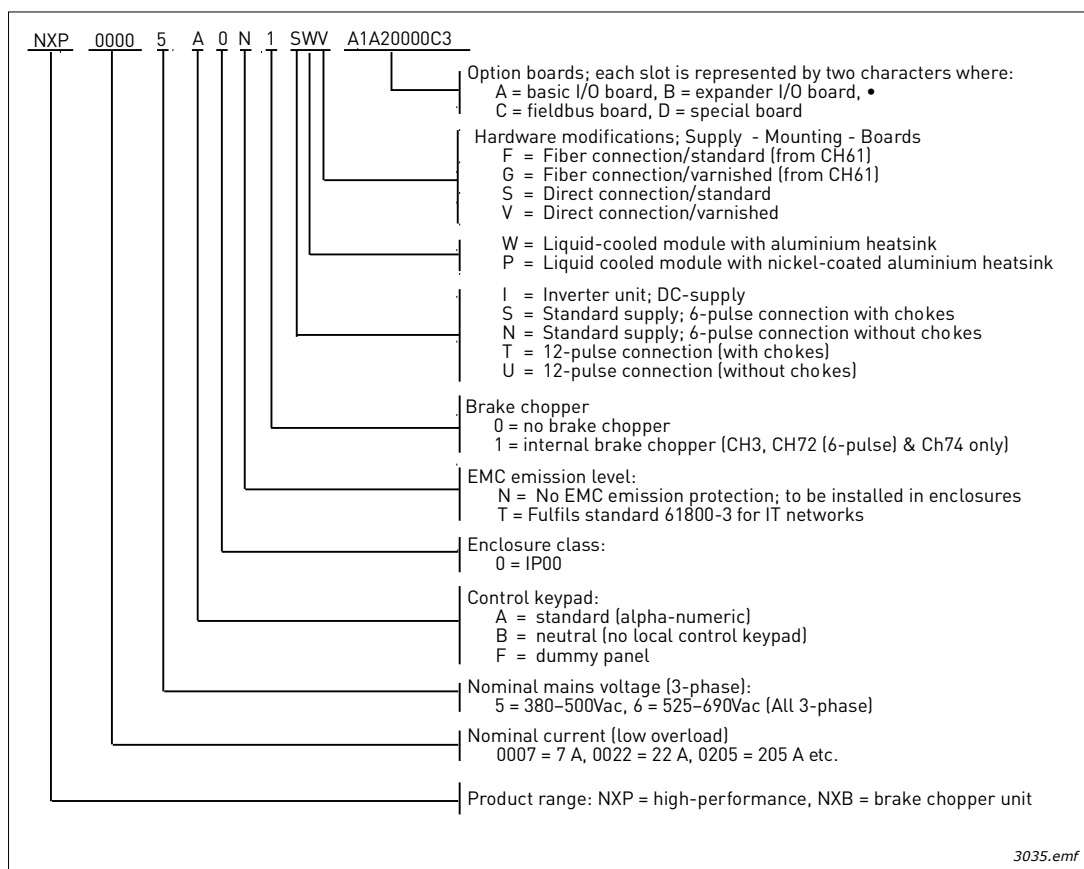 NXP 0000 5 A 0 N 1 SWV A1A20000C3
Option boards; each slot is represented by two characters where:
A = basic I/O board, B = expander I/O board, •
C = fieldbus board, D = special board
Hardware modifications; Supply - Mounting - Boards
F = Fiber connection/standard (from CH61)
G = Fiber connection/varnished (from CH61)
S = Direct connection/standard
V = Direct connection/varnished
W = Liquid-cooled module with aluminium heatsink
P = Liquid cooled module with nickel-coated aluminium heatsink
I = Inverter unit; DC-supply
S = Standard supply; 6-pulse connection with chokes
N = Standard supply; 6-pulse connection without chokes
T = 12-pulse connection (with chokes)
U = 12-pulse connection (without chokes)
Brake chopper
0 = no brake chopper
1 = internal brake chopper (CH3, CH72 (6-pulse) & Ch74 only)
EMC emission level:
N = No EMC emission protection; to be installed in enclosures
T = Fulfils standard 61800-3 for IT networks
Enclosure class:
0 = IP00
Control keypad:
A = standard (alpha-numeric)
B = neutral (no local control keypad)
F = dummy panel
Nominal mains voltage (3-phase):
5 = 380–500Vac, 6 = 525–690Vac (All 3-phase)
Nominal current (low overload)
0007 = 7 A, 0022 = 22 A, 0205 = 205 A etc.
Product range: NXP = high-performance, NXB = brake chopper unit
3035.emf